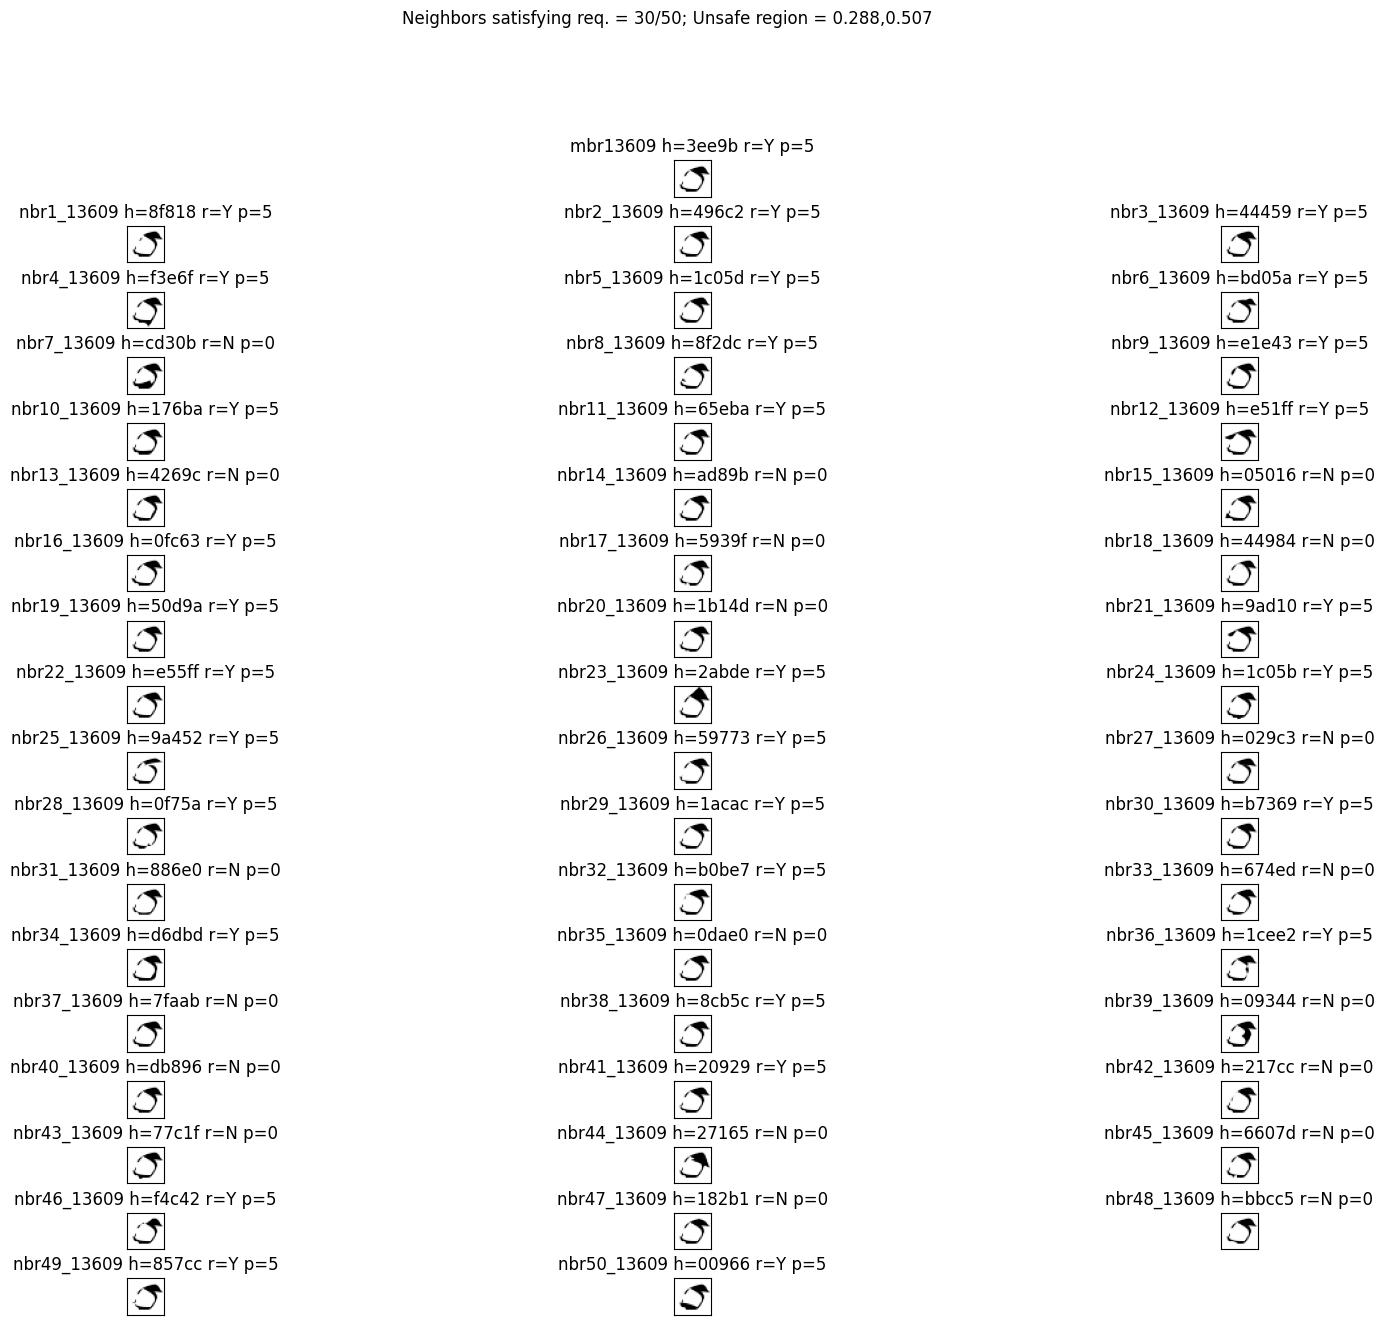 Neighbors satisfying req. = 30/50; Unsafe region = 0.288,0.507
mbr13609 h=3ee9b r=Y p=5
nbr1_13609 h=8f818 r=Y p=5
nbr2_13609 h=496c2 r=Y p=5
nbr3_13609 h=44459 r=Y p=5
nbr4_13609 h=f3e6f r=Y p=5
nbr5_13609 h=1c05d r=Y p=5
nbr6_13609 h=bd05a r=Y p=5
nbr7_13609 h=cd30b r=N p=0
nbr8_13609 h=8f2dc r=Y p=5
nbr9_13609 h=e1e43 r=Y p=5
nbr10_13609 h=176ba r=Y p=5
nbr11_13609 h=65eba r=Y p=5
nbr12_13609 h=e51ff r=Y p=5
nbr13_13609 h=4269c r=N p=0
nbr14_13609 h=ad89b r=N p=0
nbr15_13609 h=05016 r=N p=0
nbr16_13609 h=0fc63 r=Y p=5
nbr17_13609 h=5939f r=N p=0
nbr18_13609 h=44984 r=N p=0
nbr19_13609 h=50d9a r=Y p=5
nbr20_13609 h=1b14d r=N p=0
nbr21_13609 h=9ad10 r=Y p=5
nbr22_13609 h=e55ff r=Y p=5
nbr23_13609 h=2abde r=Y p=5
nbr24_13609 h=1c05b r=Y p=5
nbr25_13609 h=9a452 r=Y p=5
nbr26_13609 h=59773 r=Y p=5
nbr27_13609 h=029c3 r=N p=0
nbr28_13609 h=0f75a r=Y p=5
nbr29_13609 h=1acac r=Y p=5
nbr30_13609 h=b7369 r=Y p=5
nbr31_13609 h=886e0 r=N p=0
nbr32_13609 h=b0be7 r=Y p=5
nbr33_13609 h=674ed r=N p=0
nbr34_13609 h=d6dbd r=Y p=5
nbr35_13609 h=0dae0 r=N p=0
nbr36_13609 h=1cee2 r=Y p=5
nbr37_13609 h=7faab r=N p=0
nbr38_13609 h=8cb5c r=Y p=5
nbr39_13609 h=09344 r=N p=0
nbr40_13609 h=db896 r=N p=0
nbr41_13609 h=20929 r=Y p=5
nbr42_13609 h=217cc r=N p=0
nbr43_13609 h=77c1f r=N p=0
nbr44_13609 h=27165 r=N p=0
nbr45_13609 h=6607d r=N p=0
nbr46_13609 h=f4c42 r=Y p=5
nbr47_13609 h=182b1 r=N p=0
nbr48_13609 h=bbcc5 r=N p=0
nbr49_13609 h=857cc r=Y p=5
nbr50_13609 h=00966 r=Y p=5